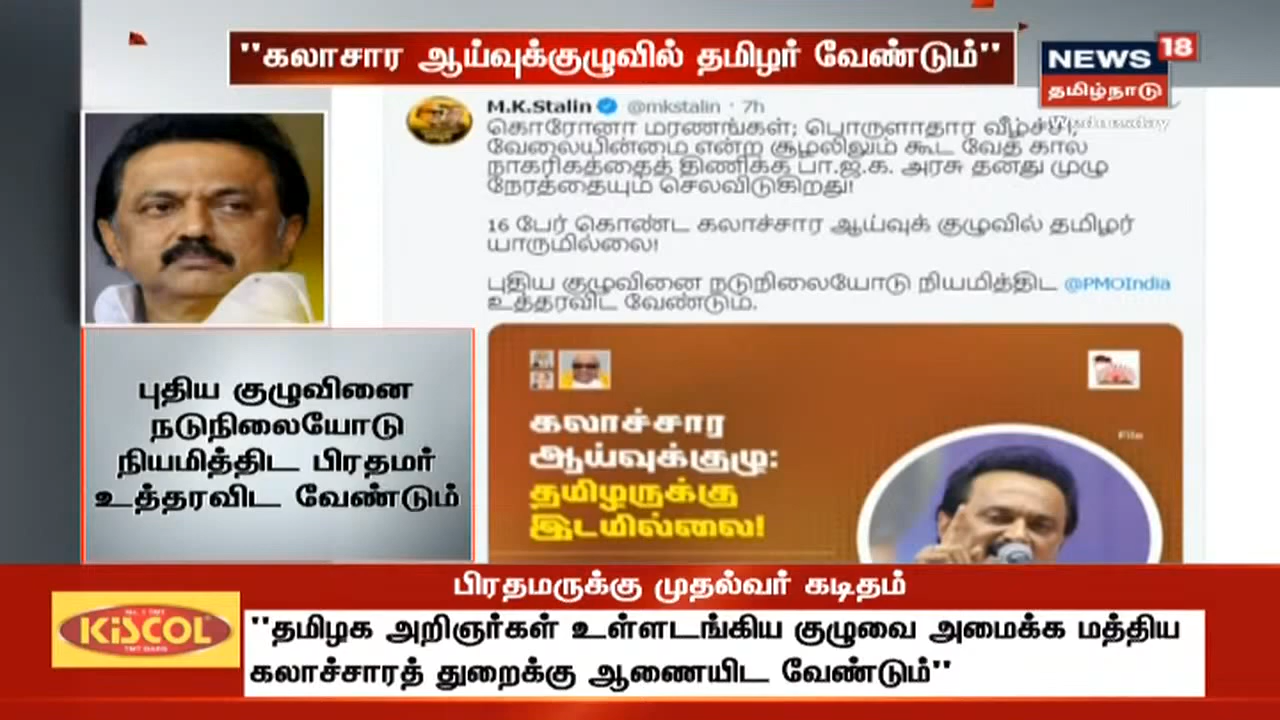 "கலாசார ஆய்வுக்குழுவில் தமிழர் வேண்டும்"
NEWS 18
தமிழ்நாடு
Wednesday
M.K.Stalin @mkstalin · 7h
கொரோனா மரணங்கள்; பொருளாதார வீழ்ச்சி;
வேலையின்மை என்ற சூழலிலும் கூட வேத கால
நாகரிகத்தைத் திணிக்க பா.ஜ.க. அரசு தனது முழு
நேரத்தையும் செலவிடுகிறது!
16 பேர் கொண்ட கலாச்சார ஆய்வுக் குழுவில் தமிழர்
யாருமில்லை!
புதிய குழுவினை நடுநிலையோடு நியமித்திட @PMOIndia
உத்தரவிட வேண்டும்.
புதிய குழுவினை
நடுநிலையோடு
நியமித்திட பிரதமர்
உத்தரவிட வேண்டும்
File
கலாச்சார
ஆய்வுக்குழு:
தமிழருக்கு
இடமில்லை!
பிரதமருக்கு முதல்வர் கடிதம்
KiSCOL
TMT BARS
"தமிழக அறிஞர்கள் உள்ளடங்கிய குழுவை அமைக்க மத்திய
கலாச்சாரத் துறைக்கு ஆணையிட வேண்டும்"